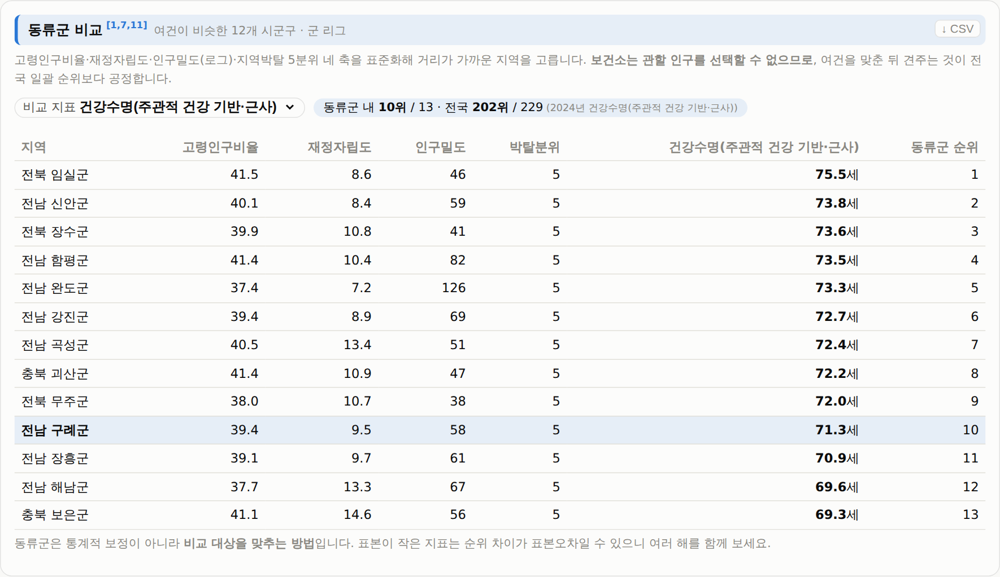 동류군 비교 [1,7,11] 여건이 비슷한 12개 시군구 · 군 리그 ↓ CSV
고령인구비율·재정자립도·인구밀도(로그)·지역박탈 5분위 네 축을 표준화해 거리가 가까운 지역을 고릅니다. 보건소는 관할 인구를 선택할 수 없으므로, 여건을 맞춘 뒤 견주는 것이 전
국 일괄 순위보다 공정합니다.
비교 지표 건강수명(주관적 건강 기반·근사) 동류군 내 10위 / 13 · 전국 202위 / 229 (2024년 건강수명(주관적 건강 기반·근사))
지역 고령인구비율 재정자립도 인구밀도 박탈분위 건강수명(주관적 건강 기반·근사) 동류군 순위
전북 임실군 41.5 8.6 46 5 75.5세 1
전남 신안군 40.1 8.4 59 5 73.8세 2
전북 장수군 39.9 10.8 41 5 73.6세 3
전남 함평군 41.4 10.4 82 5 73.5세 4
전남 완도군 37.4 7.2 126 5 73.3세 5
전남 강진군 39.4 8.9 69 5 72.7세 6
전남 곡성군 40.5 13.4 51 5 72.4세 7
충북 괴산군 41.4 10.9 47 5 72.2세 8
전북 무주군 38.0 10.7 38 5 72.0세 9
전남 구례군 39.4 9.5 58 5 71.3세 10
전남 장흥군 39.1 9.7 61 5 70.9세 11
전남 해남군 37.7 13.3 67 5 69.6세 12
충북 보은군 41.1 14.6 56 5 69.3세 13
동류군은 통계적 보정이 아니라 비교 대상을 맞추는 방법입니다. 표본이 작은 지표는 순위 차이가 표본오차일 수 있으니 여러 해를 함께 보세요.